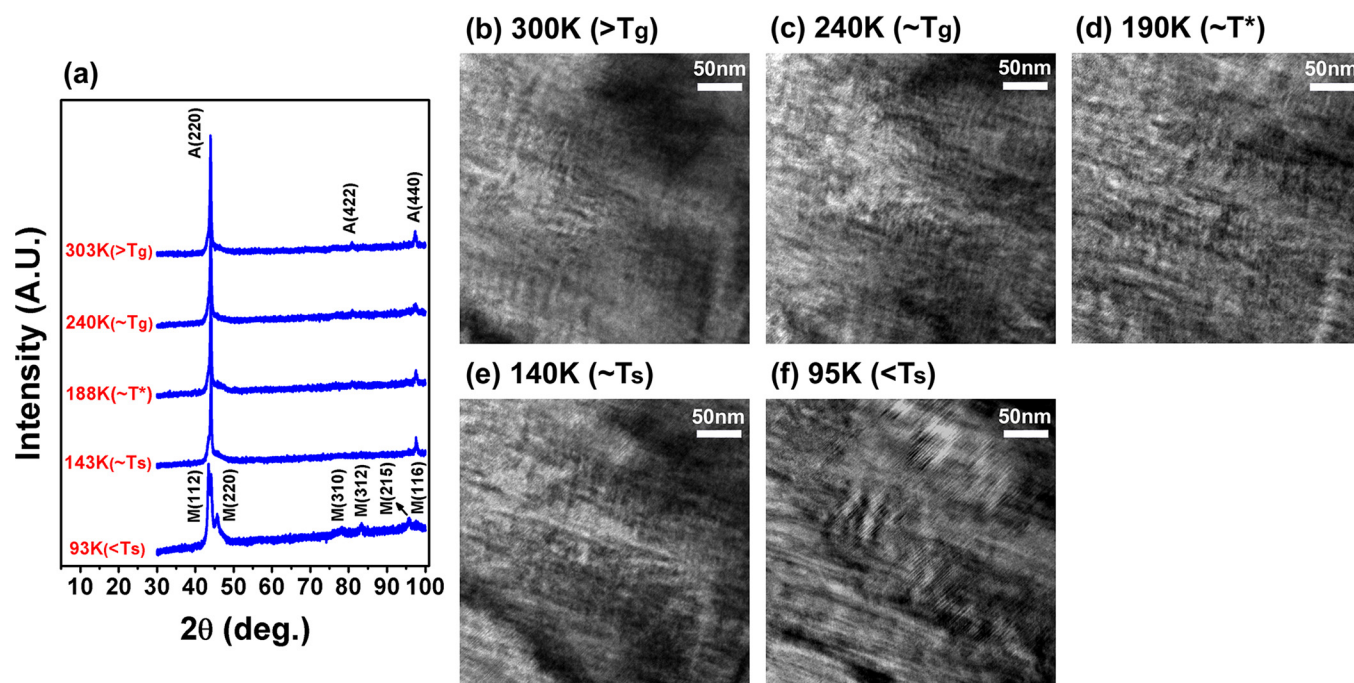 (a)
Intensity (A.U.)
A(220)
A(422)
A(440)
303K(>Tg)
240K(~Tg)
188K(~T*)
143K(~Ts)
M(112)
M(220)
M(310)
M(312)
M(215)
M(116)
93K(<Ts)
10 20 30 40 50 60 70 80 90 100
2θ (deg.)
(b) 300K (>Tg)
50nm
(c) 240K (~Tg)
50nm
(d) 190K (~T*)
50nm
(e) 140K (~Ts)
50nm
(f) 95K (<Ts)
50nm